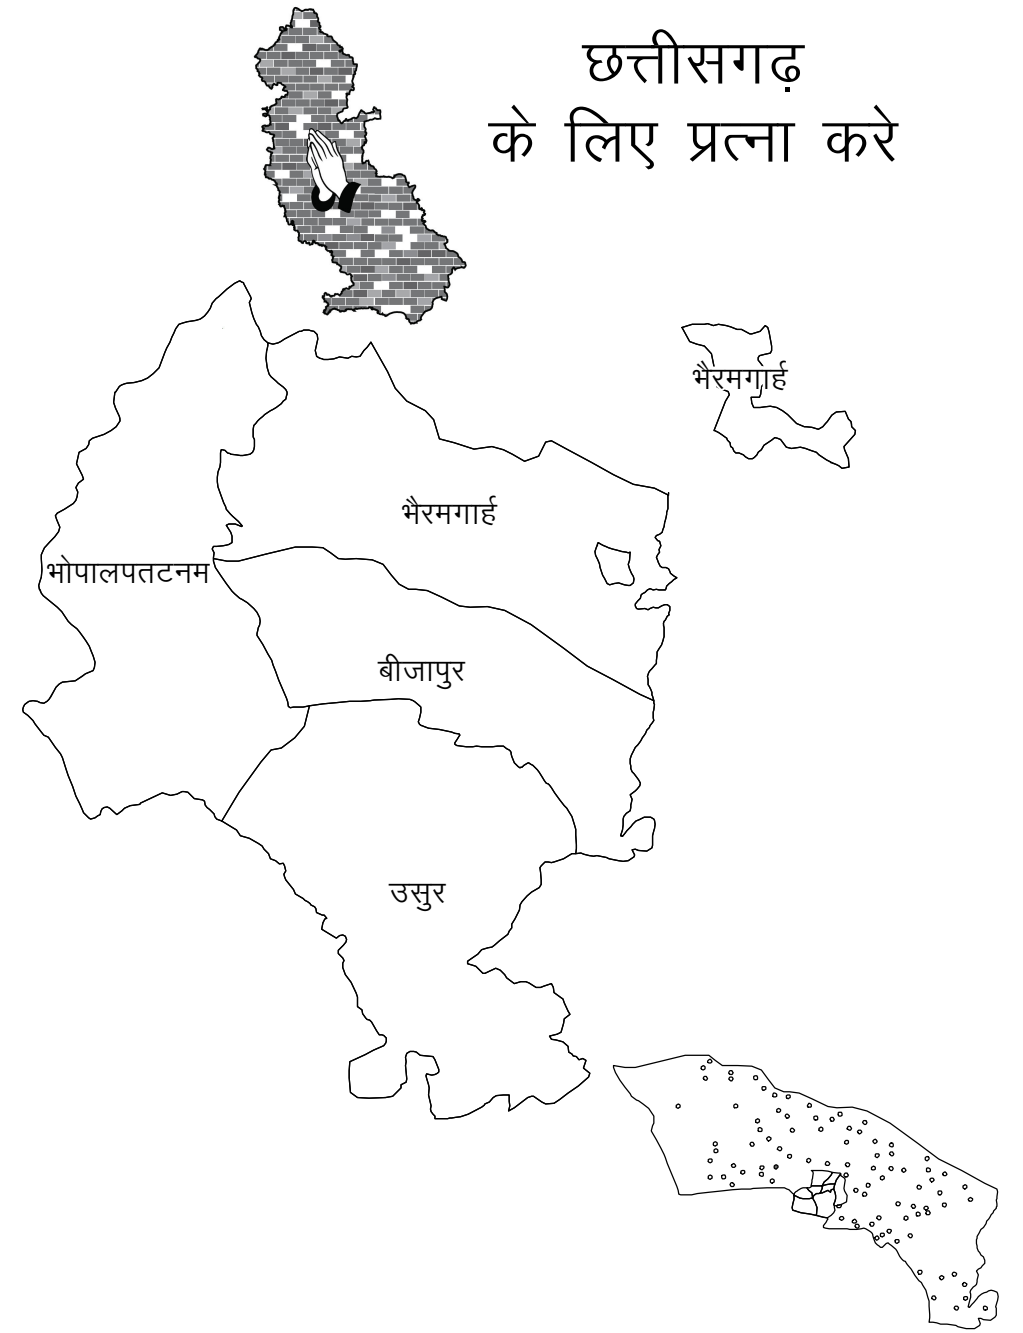 छत्तीसगढ़
के लिए प्रत्ना करे
भैरमगार्ह
भैरमगार्ह
भोपालपतटनम
बीजापुर
उसुर